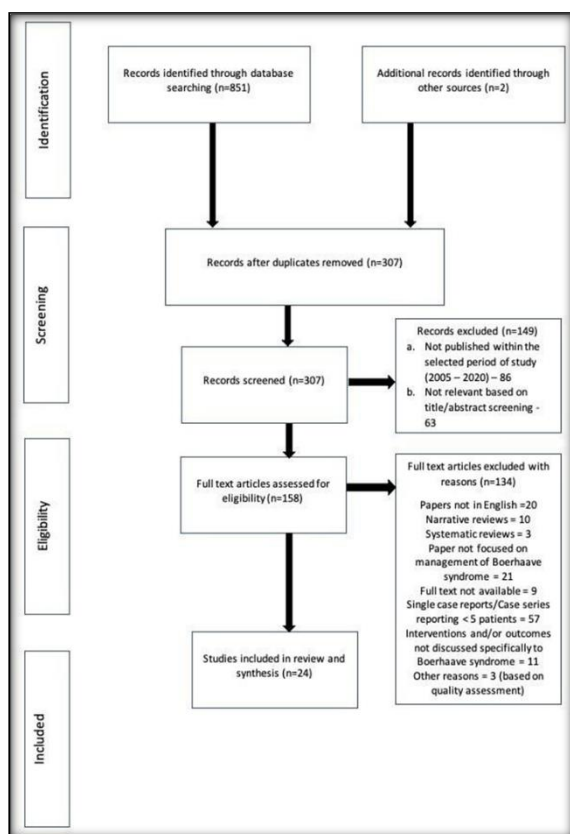 Identification
Records identified through database
searching (n=851)
Additional records identified through
other sources (n=2)
Screening
Records after duplicates removed (n=307)
Records screened (n=307)
Records excluded (n=149)
a. Not published within the
selected period of study
(2005 – 2020) – 86
b. Not relevant based on
title/abstract screening -
63
Eligibility
Full text articles assessed for
eligibility (n=158)
Full text articles excluded with
reasons (n=134)
Papers not in English =20
Narrative reviews = 10
Systematic reviews = 3
Paper not focused on
management of Boerhaave
syndrome = 21
Full text not available = 9
Single case reports/Case series
reporting < 5 patients = 57
Interventions and/or outcomes
not discussed specifically to
Boerhaave syndrome = 11
Other reasons = 3 (based on
quality assessment)
Included
Studies included in review and
synthesis (n=24)